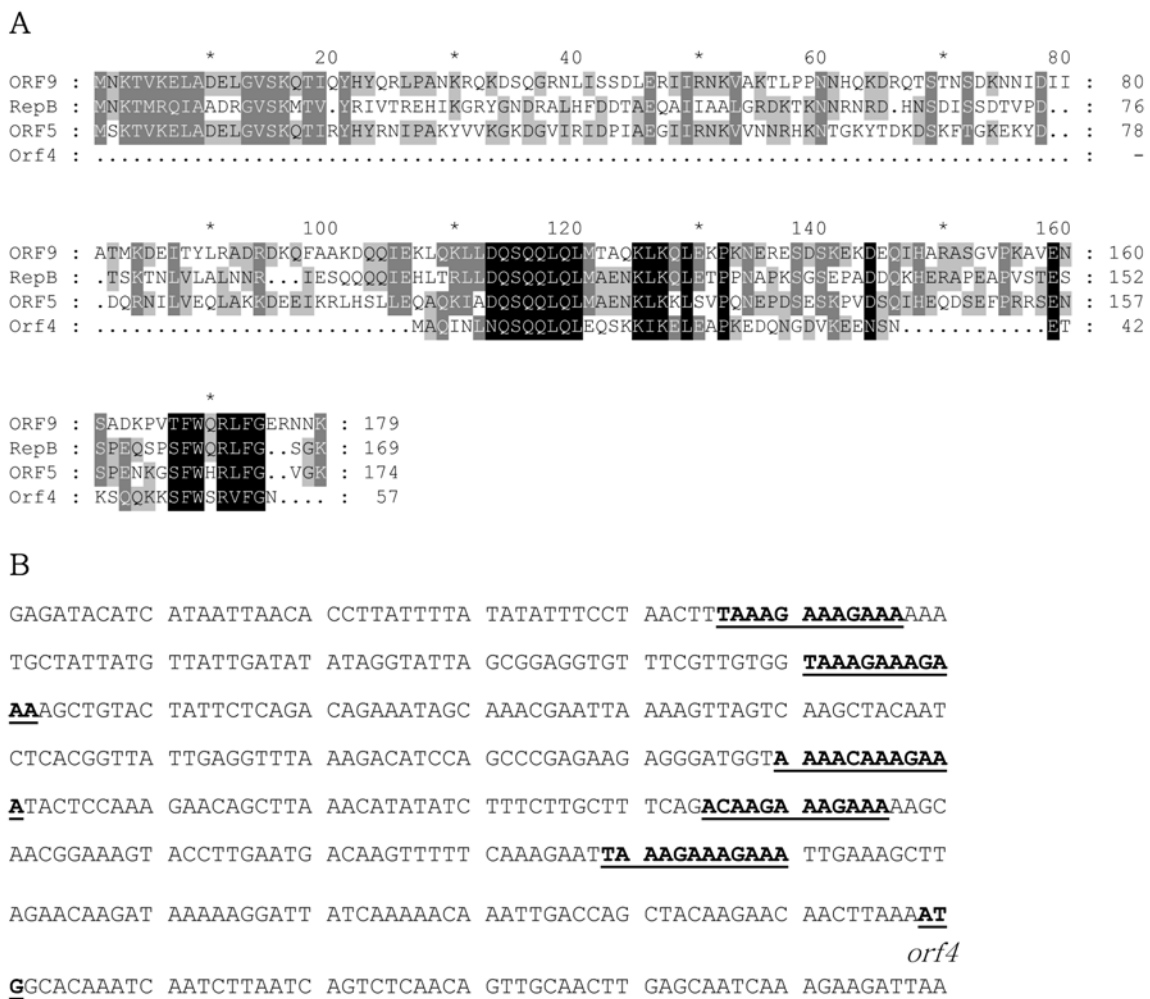 A
* 20 * 40 * 60 * 80
ORF9 : MNKTVKELADELGVSKQTIQYHYQRLPANKRQKDSQGRNLISSDLERIIRNKVAKTLPPNNHQKDRQTSTNSDKNNIDII : 80
RepB : MNKTMRQIAADRGVSKMTV.YRIVTREHIKGRYGNDRALHFDDTAEQAIIAALGRDKTKNNRNRD.HNSDISSDTVPD.. : 76
ORF5 : MSKTVKELADELGVSKQTIRYHYRNIPAKYVVKGKDGVIRIDPIAEGIIRNKVVNNRHKNTGKYTDKDSKFTGKEKYD.. : 78
Orf4 : ................................................................................ : -
* 100 * 120 * 140 * 160
ORF9 : ATMKDEITYLRADRDKQFAAKDQQIEKLQKLLDQSQQLQLMTAQKLKQLEKPKNERESDSKEKDEQIHARASGVPKAVEN : 160
RepB : .TSKTNLVLALNNR...IESQQQQIEHLTRLLDQSQQLQLMAENKLKQLETPPNAPKSGSEPADDQKHERAPEAPVSTES : 152
ORF5 : .DQRNILVEQLAKKDEEIKRLHSLLEQAQKIADQSQQLQLMAENKLKKLSVPQNEPDSESKPVDSQIHEQDSEFPRRSEN : 157
Orf4 : ..........................MAQINLNQSQQLQLEQSKKIKELEAPKEDQNGDVKEENSN............ET : 42
*
ORF9 : SADKPVTFWQRLFGERNNK : 179
RepB : SPEQSPSFWQRLFG..SGK : 169
ORF5 : SPENKGSFWHRLFG..VGK : 174
Orf4 : KSQQKKSFWSRVFGN.... : 57
B
GAGATACATC ATAATTAACA CCTTATTTTA TATATTTCCT AACTTTAAAG AAAGAAAAAA
TGCTATTATG TTATTGATAT ATAGGTATTA GCGGAGGTGT TTCGTTGTGG TAAAGAAAGA
AAAGCTGTAC TATTCTCAGA CAGAAATAGC AAACGAATTA AAAGTTAGTC AAGCTACAAT
CTCACGGTTA TTGAGGTTTA AAGACATCCA GCCCGAGAAG AGGGATGGTA AAACAAAGAA
ATACTCCAAA GAACAGCTTA AACATATATC TTTCTTGCTT TCAGACAAGA AAGAAAAAGC
AACGGAAAGT ACCTTGAATG ACAAGTTTTT CAAAGAATTA AAGAAAGAAA TTGAAAGCTT
AGAACAAGAT AAAAAGGATT ATCAAAAACA AATTGACCAG CTACAAGAAC AACTTAAAAT
orf4
GGCACAAATC AATCTTAATC AGTCTCAACA GTTGCAACTT GAGCAATCAA AGAAGATTAA